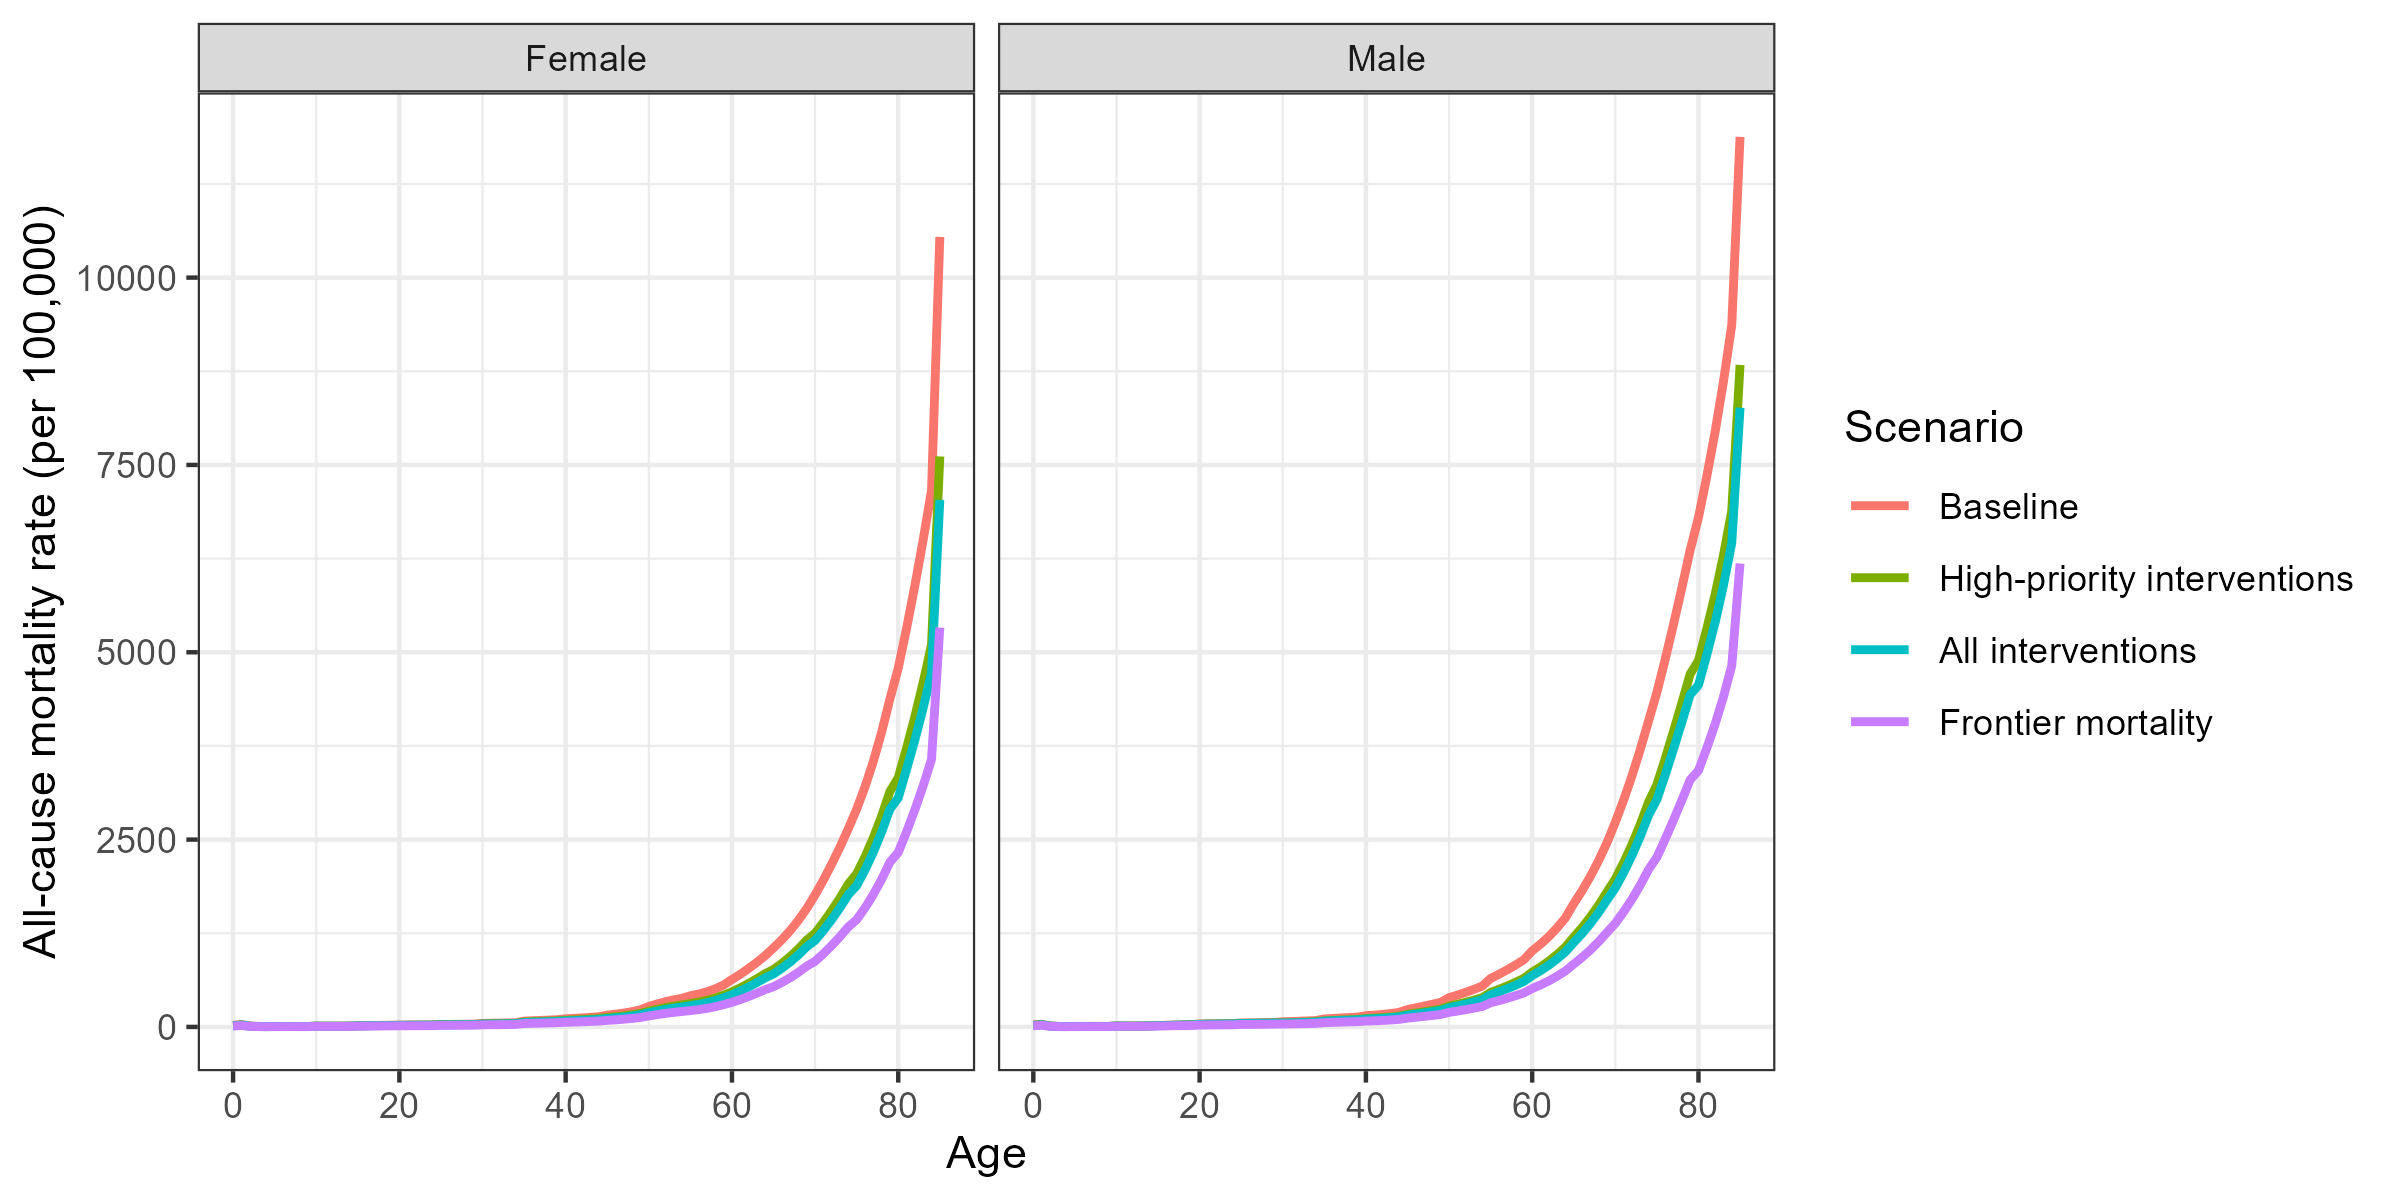 Female
Male
All-cause mortality rate (per 100,000)
10000
7500
5000
2500
0
0 20 40 60 80
0 20 40 60 80
Age
Scenario
Baseline
High-priority interventions
All interventions
Frontier mortality